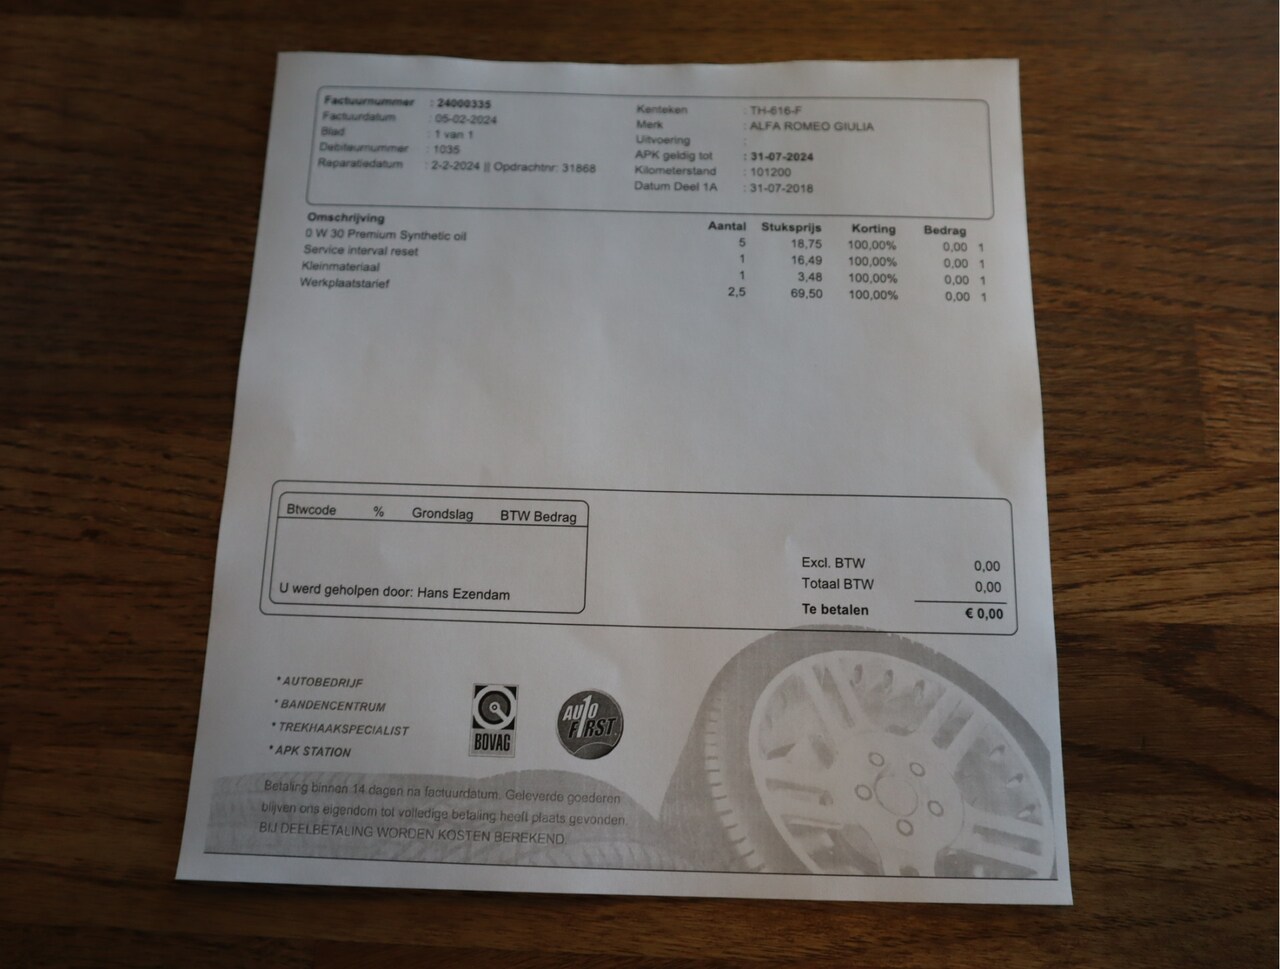 Factuurnummer : 24000335
Factuurdatum : 05-02-2024
Blad : 1 van 1
Debiteurnummer : 1035
Reparatiedatum : 2-2-2024 || Opdrachtnr: 31868
Kenteken : TH-616-F
Merk : ALFA ROMEO GIULIA
Uitvoering :
APK geldig tot : 31-07-2024
Kilometerstand : 101200
Datum Deel 1A : 31-07-2018
Omschrijving Aantal Stuksprijs Korting Bedrag
0 W 30 Premium Synthetic oil 5 18,75 100,00% 0,00 1
Service interval reset 1 16,49 100,00% 0,00 1
Kleinmateriaal 1 3,48 100,00% 0,00 1
Werkplaatstarief 2,5 69,50 100,00% 0,00 1
Btwcode % Grondslag BTW Bedrag
U werd geholpen door: Hans Ezendam
Excl. BTW 0,00
Totaal BTW 0,00
Te betalen € 0,00
* AUTOBEDRIJF
* BANDENCENTRUM
* TREKHAAKSPECIALIST
* APK STATION
BOVAG
AUTO
F1RST
Betaling binnen 14 dagen na factuurdatum. Geleverde goederen
blijven ons eigendom tot volledige betaling heeft plaats gevonden.
BIJ DEELBETALING WORDEN KOSTEN BEREKEND.